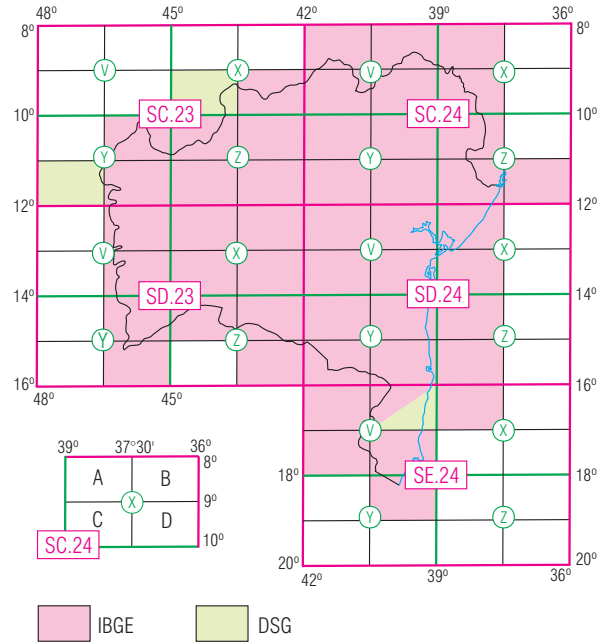 48º 45º 42º 39º 36º
8º 8º
V X V X
10º SC.23 SC.24 10º
Y Z Y Z
12º 12º
V X V X
14º SD.23 SD.24 14º
Y Z Y Z
16º 16º
48º 45º
V X
18º SE.24 18º
Y Z
20º 20º
42º 39º 36º
39º 37º30' 36º
A B 8º
X 9º
C D
SC.24 10º
IBGE DSG